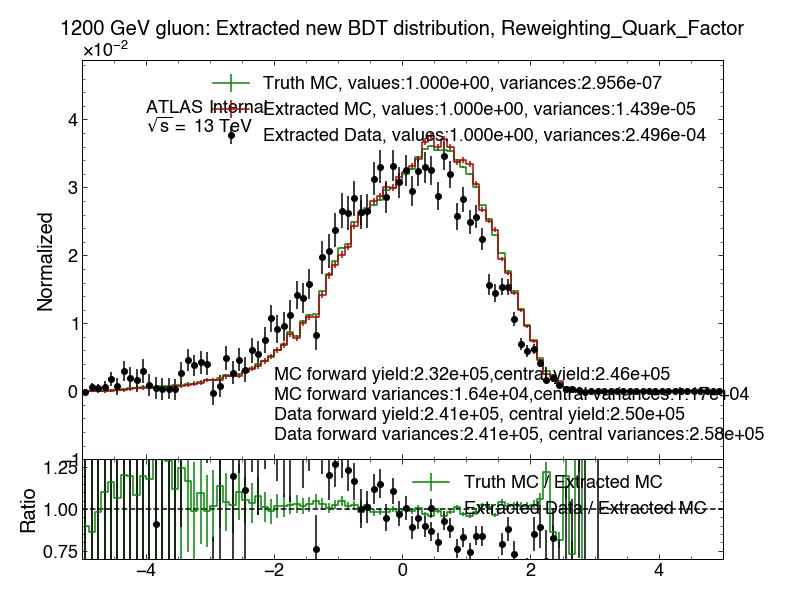 1200 GeV gluon: Extracted new BDT distribution, Reweighting_Quark_Factor
×10⁻²
Truth MC, values:1.000e+00, variances:2.956e-07
ATLAS Internal
Extracted MC, values:1.000e+00, variances:1.439e-05
√s = 13 TeV
Extracted Data, values:1.000e+00, variances:2.496e-04
4
3
2
1
0
Normalized
MC forward yield:2.32e+05,central yield:2.46e+05
MC forward variances:1.64e+04,central variances:1.17e+04
Data forward yield:2.41e+05, central yield:2.50e+05
Data forward variances:2.41e+05, central variances:2.58e+05
1.25
1.00
0.75
Ratio
Truth MC / Extracted MC
Extracted Data / Extracted MC
−4 −2 0 2 4